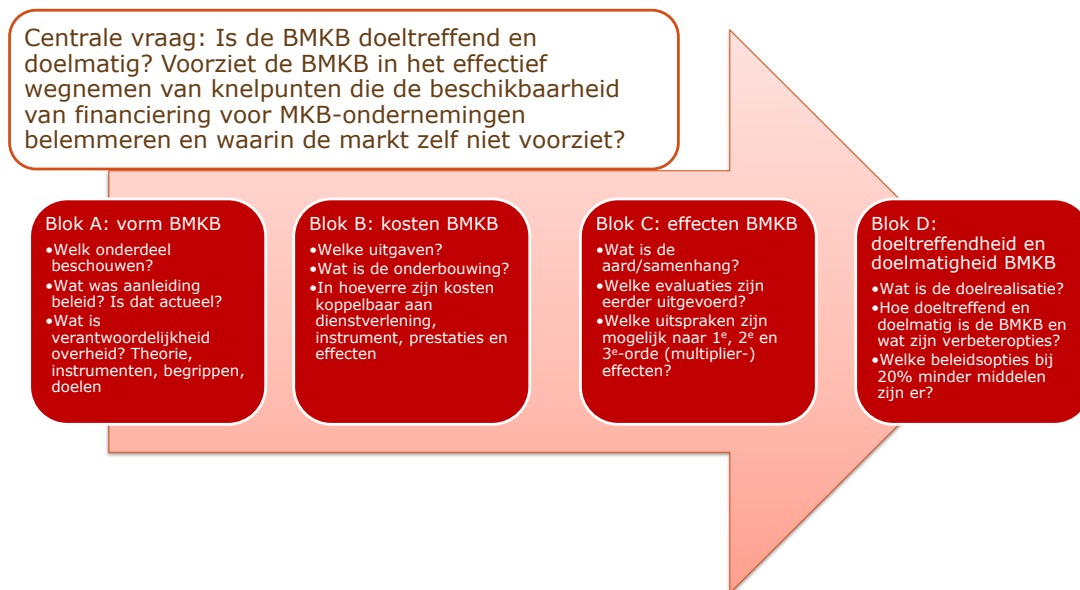 Centrale vraag: Is de BMKB doeltreffend en
doelmatig? Voorziet de BMKB in het effectief
wegnemen van knelpunten die de beschikbaarheid
van financiering voor MKB-ondernemingen
belemmeren en waarin de markt zelf niet voorziet?
Blok A: vorm BMKB
•Welk onderdeel
beschouwen?
•Wat was aanleiding
beleid? Is dat actueel?
•Wat is
verantwoordelijkheid
overheid? Theorie,
instrumenten, begrippen,
doelen
Blok B: kosten BMKB
•Welke uitgaven?
•Wat is de onderbouwing?
•In hoeverre zijn kosten
koppelbaar aan
dienstverlening,
instrument, prestaties en
effecten
Blok C: effecten BMKB
•Wat is de
aard/samenhang?
•Welke evaluaties zijn
eerder uitgevoerd?
•Welke uitspraken zijn
mogelijk naar 1e, 2e en
3e-orde (multiplier-)
effecten?
Blok D:
doeltreffendheid en
doelmatigheid BMKB
•Wat is de doelrealisatie?
•Hoe doeltreffend en
doelmatig is de BMKB en
wat zijn verbeteropties?
•Welke beleidsopties bij
20% minder middelen
zijn er?